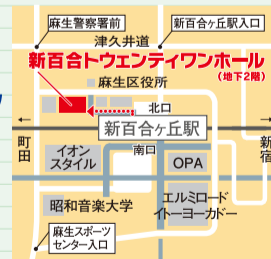 麻生警察署前
新百合ヶ丘駅入口
津久井道
新百合トウェンティワンホール
(地下2階)
麻生区役所
北口
新百合ヶ丘駅
←町田
→新宿
南口
イオン
スタイル
OPA
昭和音楽大学
エルミロード
イトーヨーカドー
麻生スポーツ
センター入口